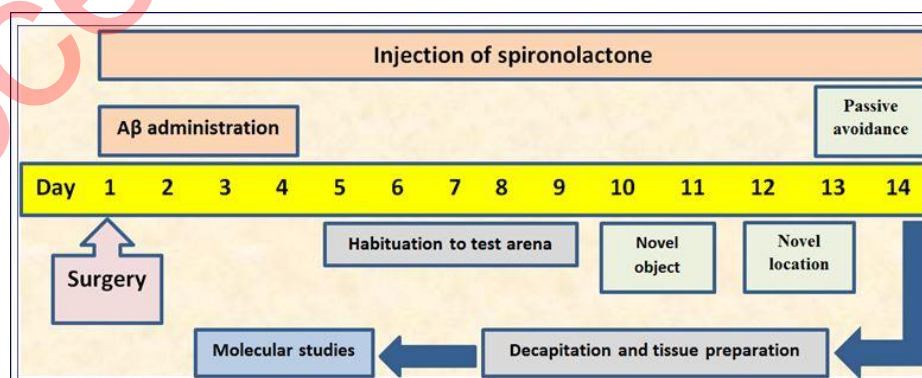 Injection of spironolactone
Aβ administration
Passive
avoidance
Day 1 2 3 4 5 6 7 8 9 10 11 12 13 14
Surgery
Habituation to test arena
Novel
object
Novel
location
Molecular studies
Decapitation and tissue preparation